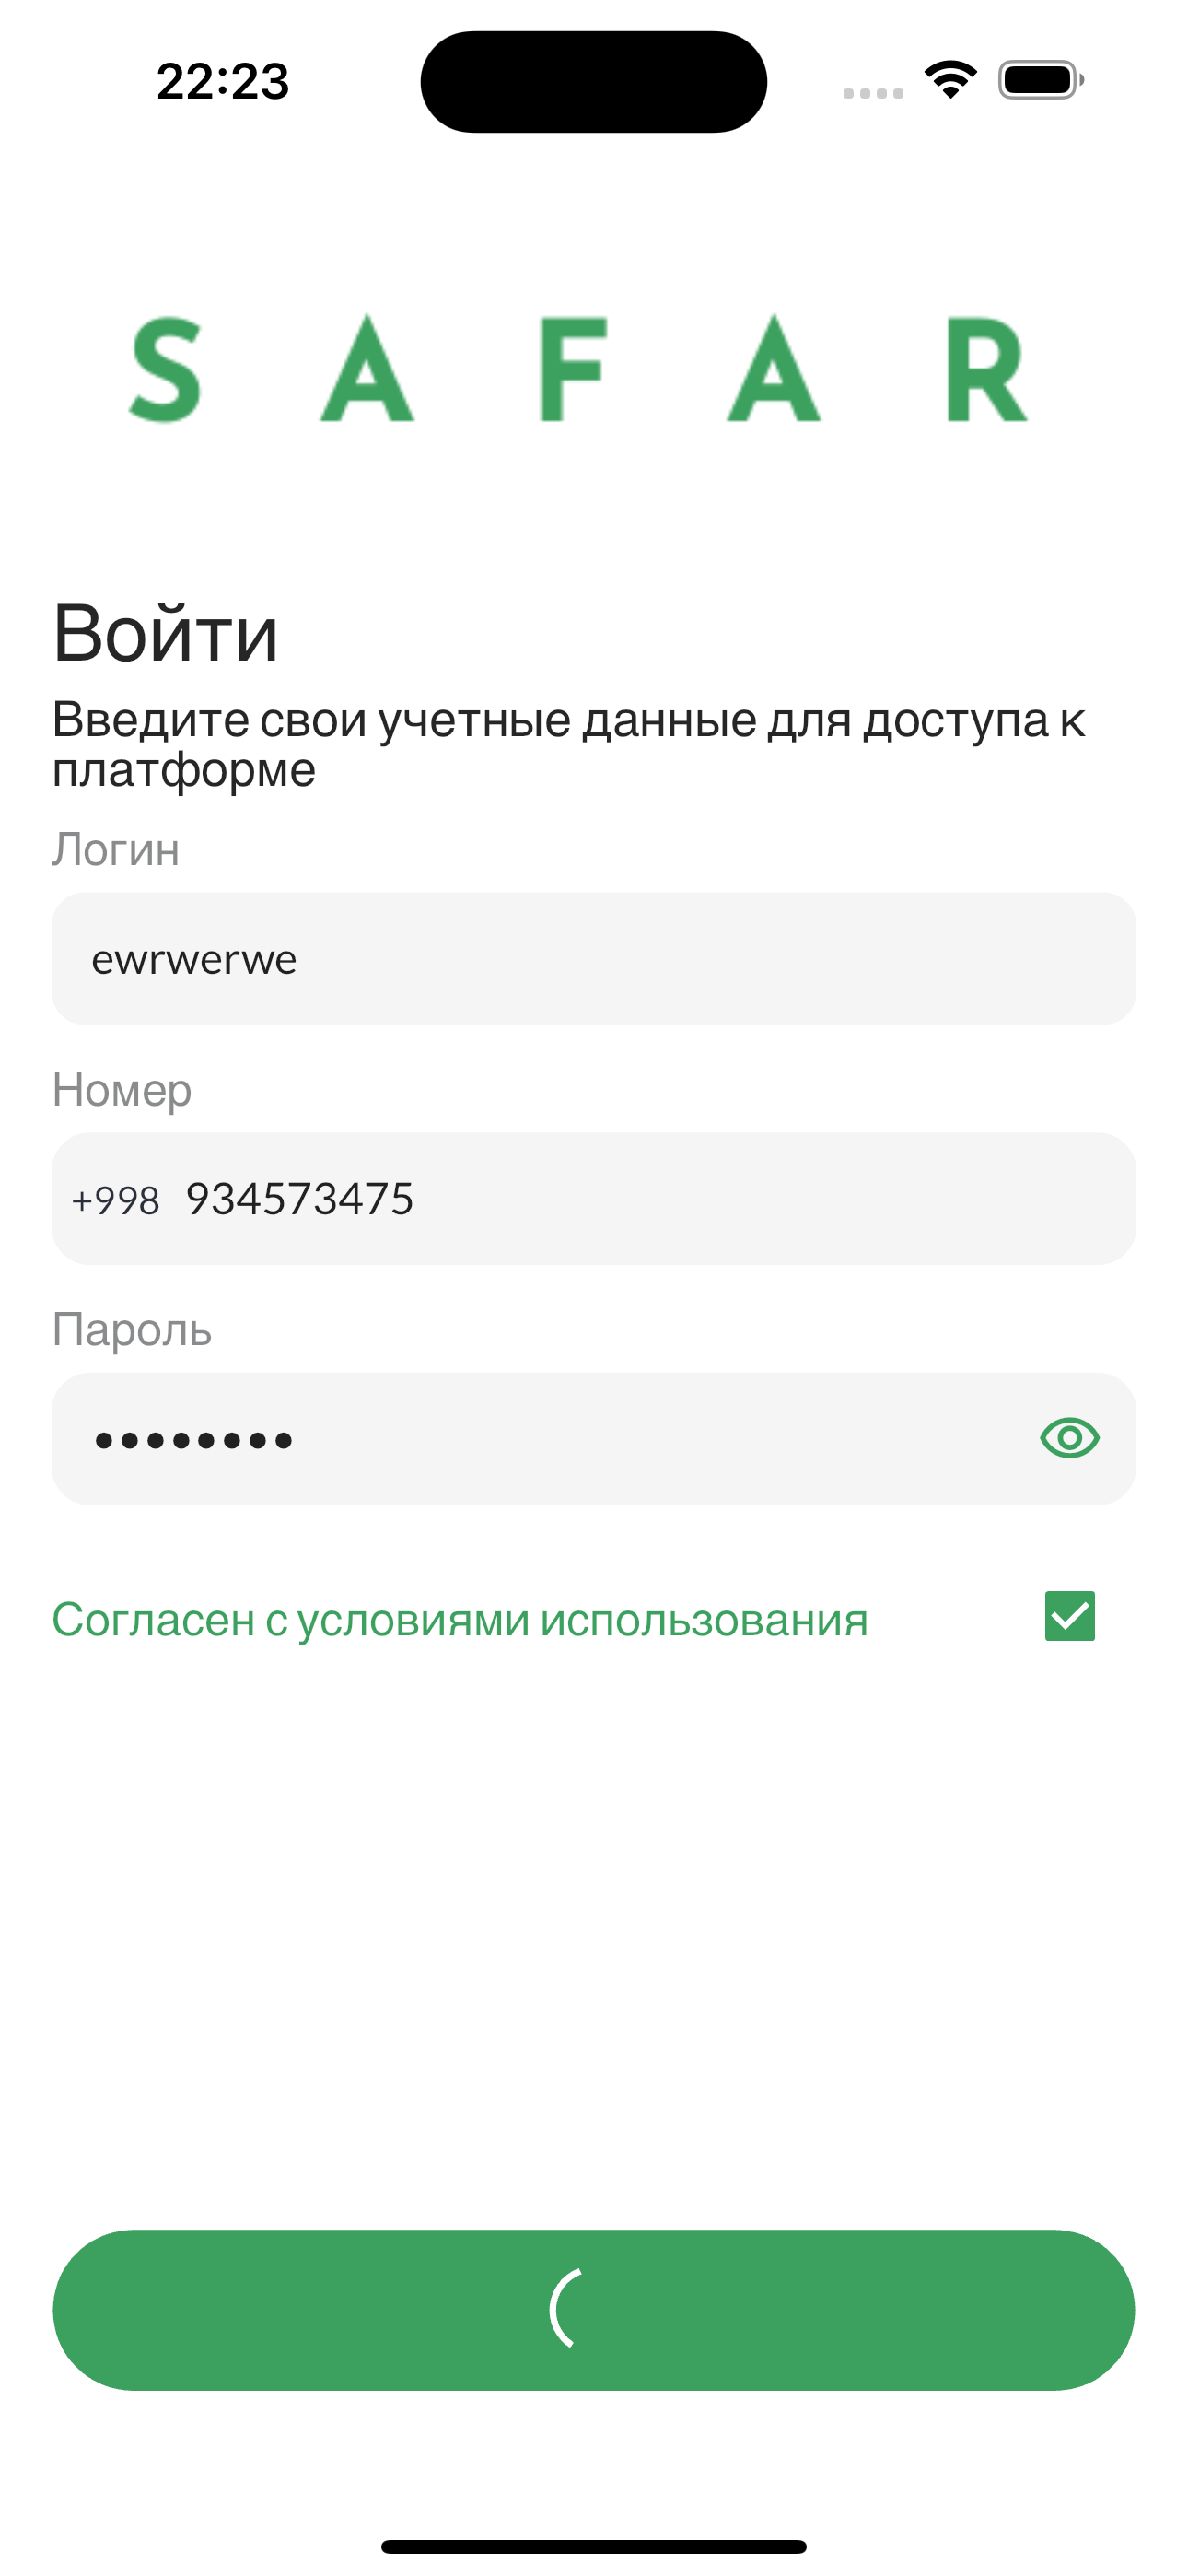 22:23
S A F A R
Войти
Введите свои учетные данные для доступа к
платформе
Логин
ewrwerwe
Номер
+998 934573475
Пароль
••••••••
Согласен с условиями использования